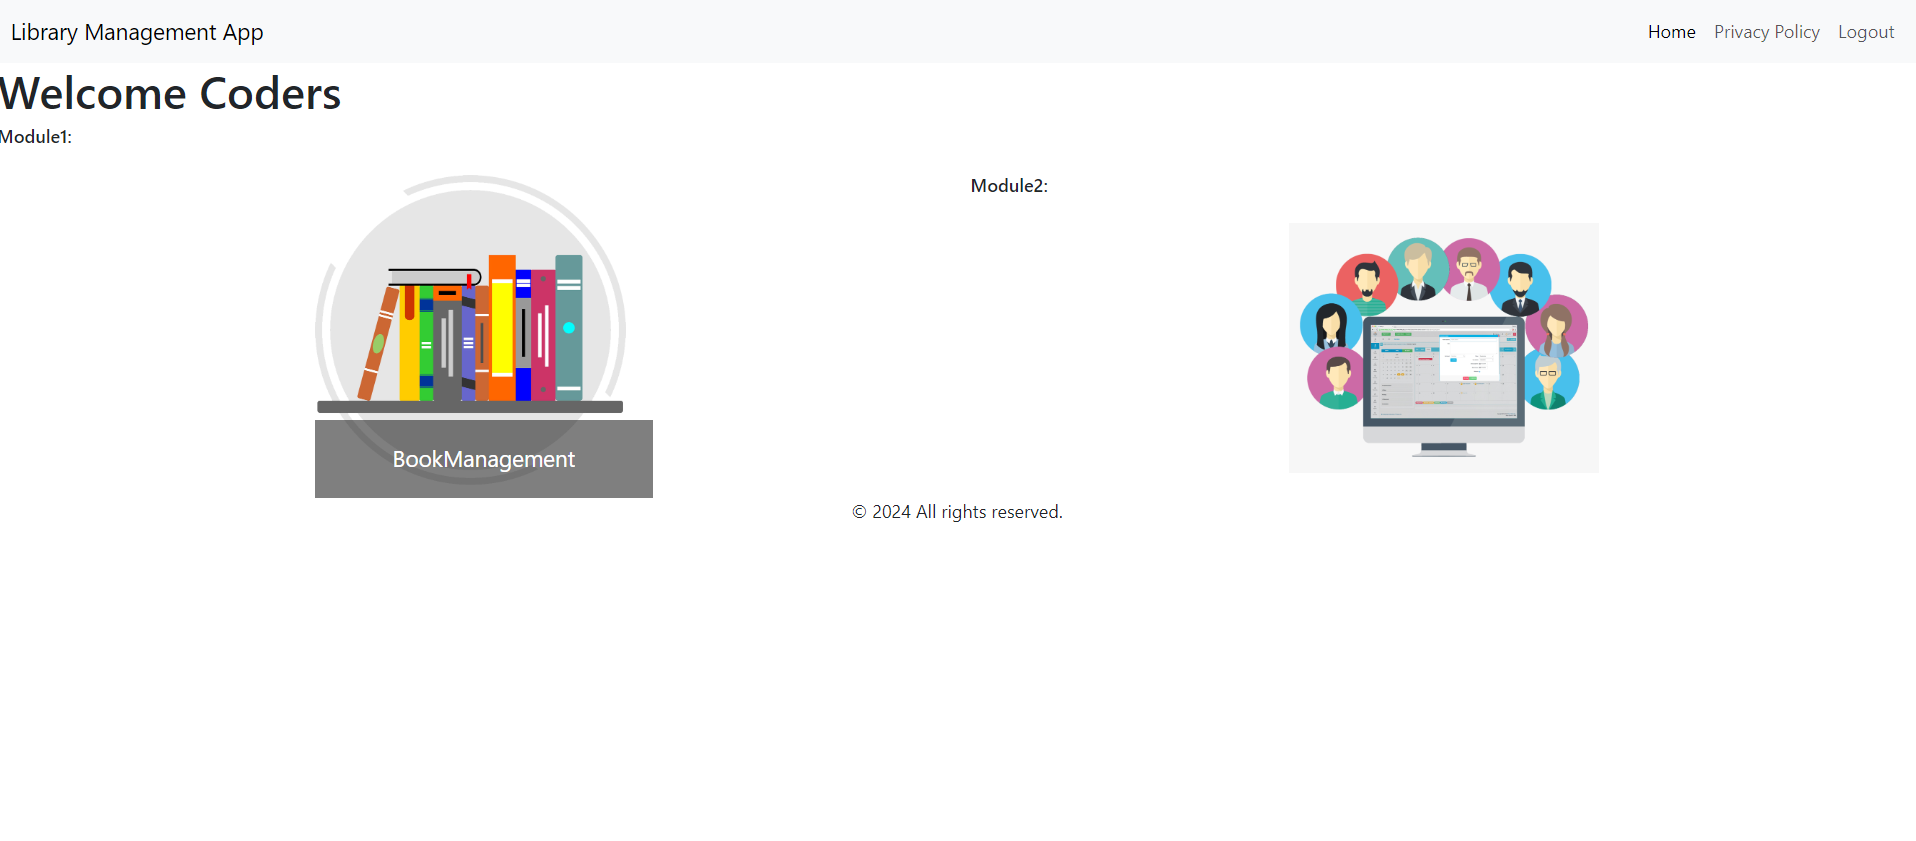 Library Management App
Home
Privacy Policy
Logout
Welcome Coders
Module1:
Module2:
BookManagement
© 2024 All rights reserved.